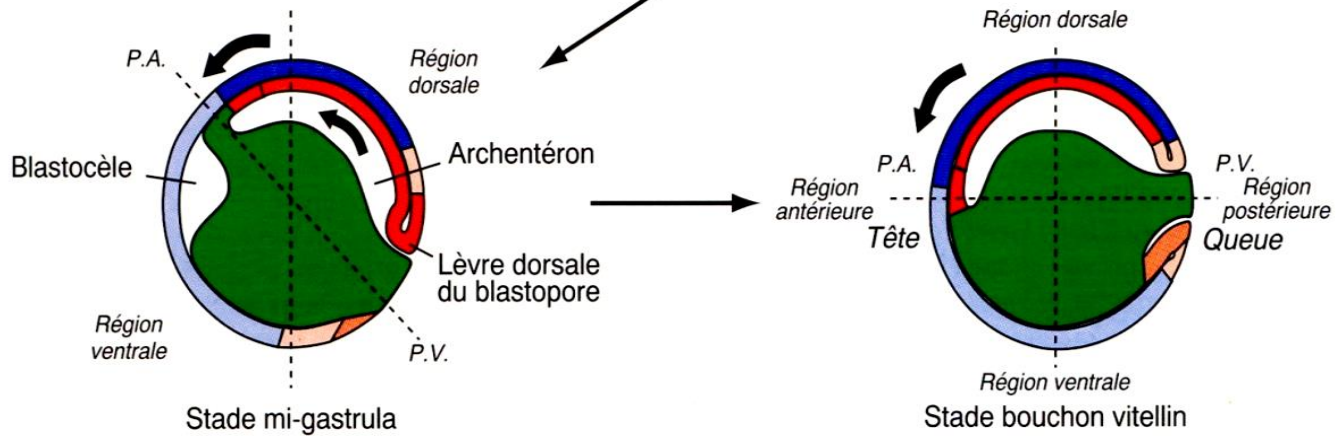 P.A.
Région
dorsale
Blastocèle
Archentéron
Lèvre dorsale
du blastopore
Région
ventrale
P.V.
Stade mi-gastrula
Région dorsale
P.A.
P.V.
Région
antérieure
Région
postérieure
Tête
Queue
Région ventrale
Stade bouchon vitellin